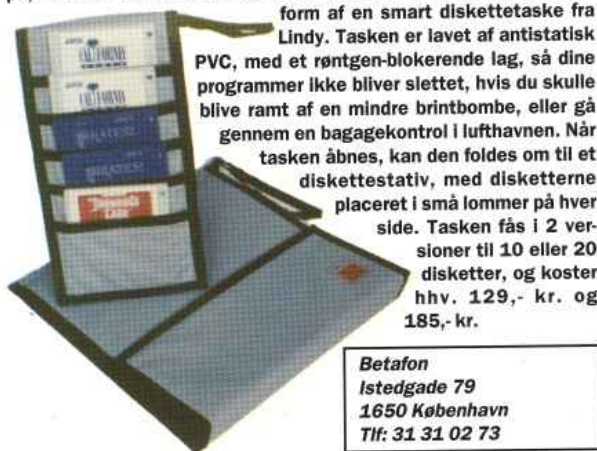 form af en smart diskettetaske fra
Lindy. Tasken er lavet af antistatisk
PVC, med et røntgen-blokerende lag, så dine
programmer ikke bliver slettet, hvis du skulle
blive ramt af en mindre brintbombe, eller gå
gennem en bagagekontrol i lufthavnen. Når
tasken åbnes, kan den foldes om til et
diskettestativ, med disketterne
placeret i små lommer på hver
side. Tasken fås i 2 ver-
sioner til 10 eller 20
disketter, og koster
hhv. 129,- kr. og
185,- kr.
CALIFORNIA
CALIFORNIA
PIRATES!
PIRATES!
Betafon
Istedgade 79
1650 København
Tlf: 31 31 02 73